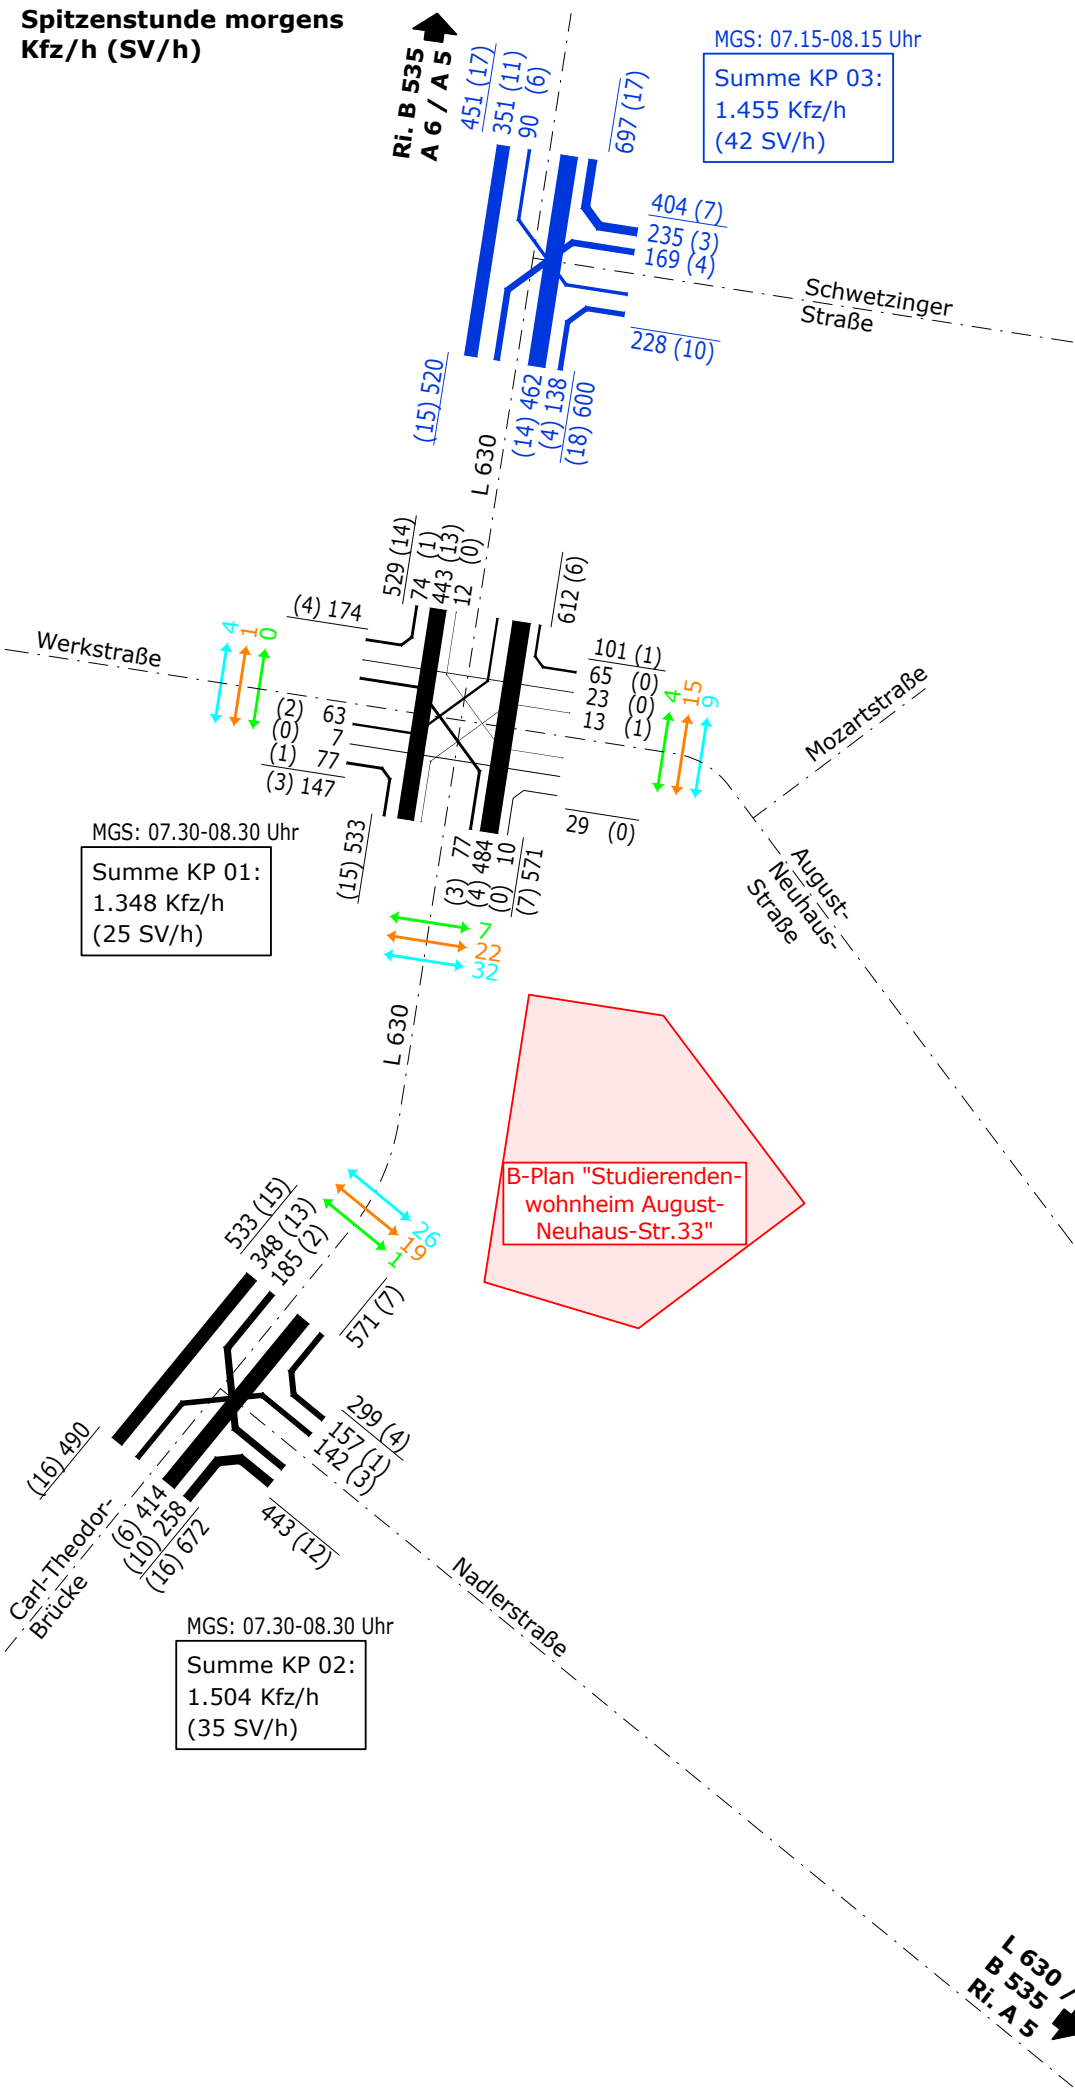 Spitzenstunde morgens
Kfz/h (SV/h)
Ri. B 535
A 6 / A 5
MGS: 07.15-08.15 Uhr
Summe KP 03:
1.455 Kfz/h
(42 SV/h)
451 (17)
351 (11)
90 (6)
697 (17)
404 (7)
235 (3)
169 (4)
Schwetzinger
Straße
228 (10)
(15) 520
(14) 462
(4) 138
(18) 600
L 630
529 (14)
74 (1)
443 (13)
12 (0)
612 (6)
(4) 174
Werkstraße
4
1
0
101 (1)
65 (0)
23 (0)
13 (1)
4
15
9
Mozartstraße
(2) 63
(0) 7
(1) 77
(3) 147
29 (0)
MGS: 07.30-08.30 Uhr
Summe KP 01:
1.348 Kfz/h
(25 SV/h)
(15) 533
(3) 77
(4) 484
(0) 10
(7) 571
August-
Neuhaus-
Straße
7
22
32
L 630
B-Plan "Studierenden-
wohnheim August-
Neuhaus-Str.33"
533 (15)
348 (13)
185 (2)
26
19
1
571 (7)
299 (4)
157 (1)
142 (3)
(16) 490
(6) 414
(10) 258
(16) 672
443 (12)
Carl-Theodor-
Brücke
Nadlerstraße
MGS: 07.30-08.30 Uhr
Summe KP 02:
1.504 Kfz/h
(35 SV/h)
L 630 /
B 535
Ri. A 5